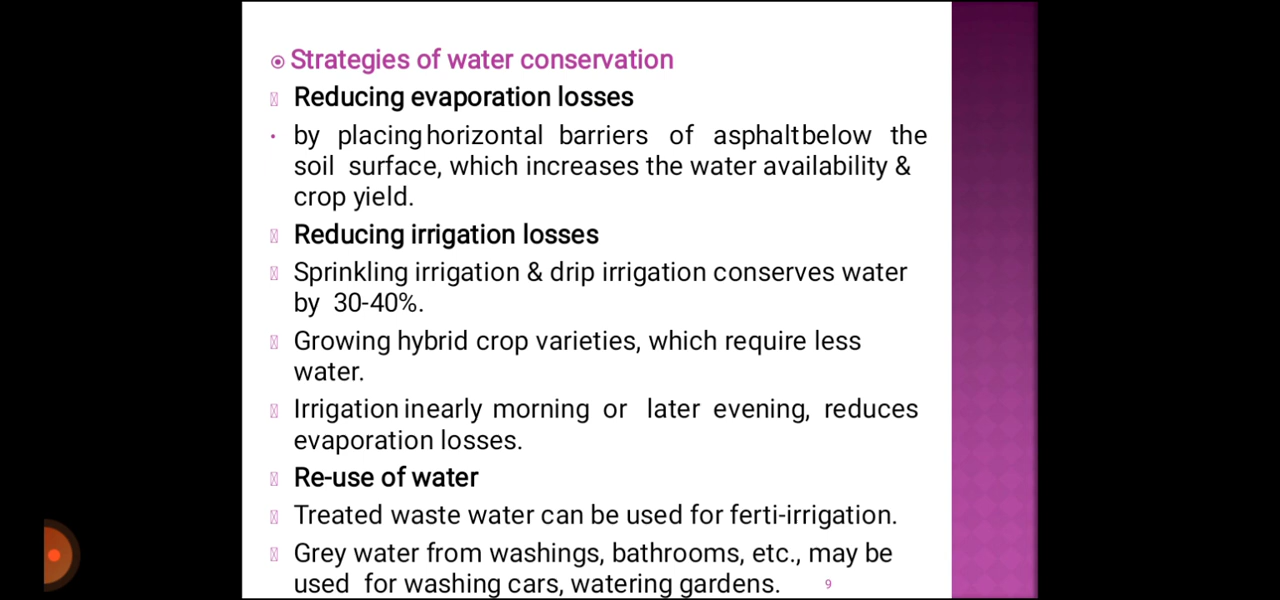 Strategies of water conservation
Reducing evaporation losses
• by placing horizontal barriers of asphalt below the
soil surface, which increases the water availability &
crop yield.
Reducing irrigation losses
Sprinkling irrigation & drip irrigation conserves water
by 30-40%.
Growing hybrid crop varieties, which require less
water.
Irrigation inearly morning or later evening, reduces
evaporation losses.
Re-use of water
Treated waste water can be used for ferti-irrigation.
Grey water from washings, bathrooms, etc., may be
used for washing cars, watering gardens.
9